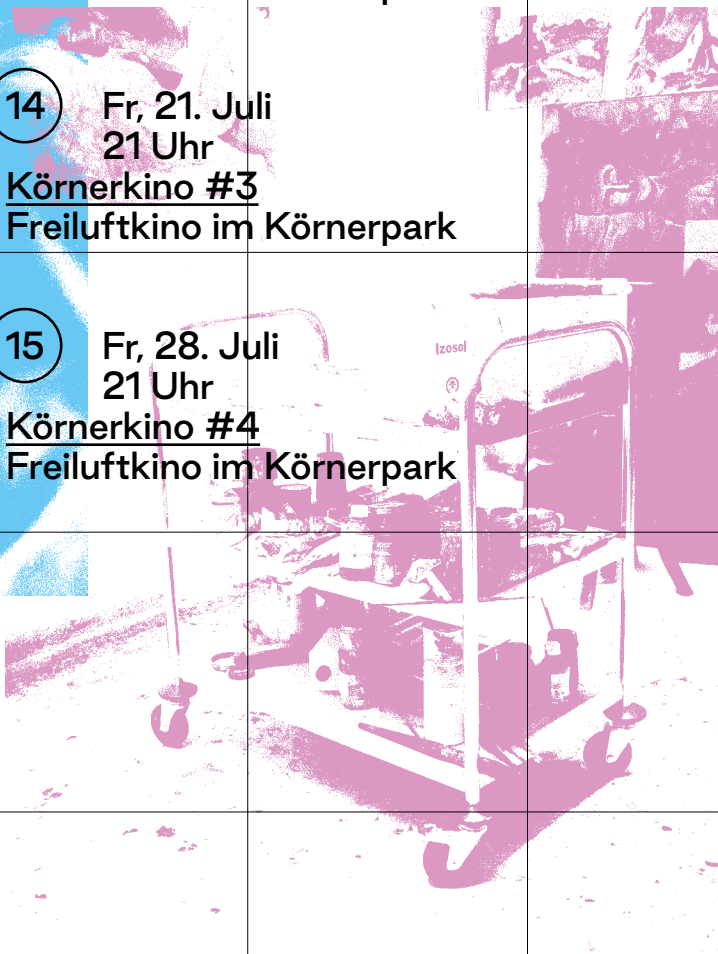 14
Fr, 21. Juli
21 Uhr
Körnerkino #3
Freiluftkino im Körnerpark
15
Fr, 28. Juli
21 Uhr
Körnerkino #4
Freiluftkino im Körnerpark
Izosol